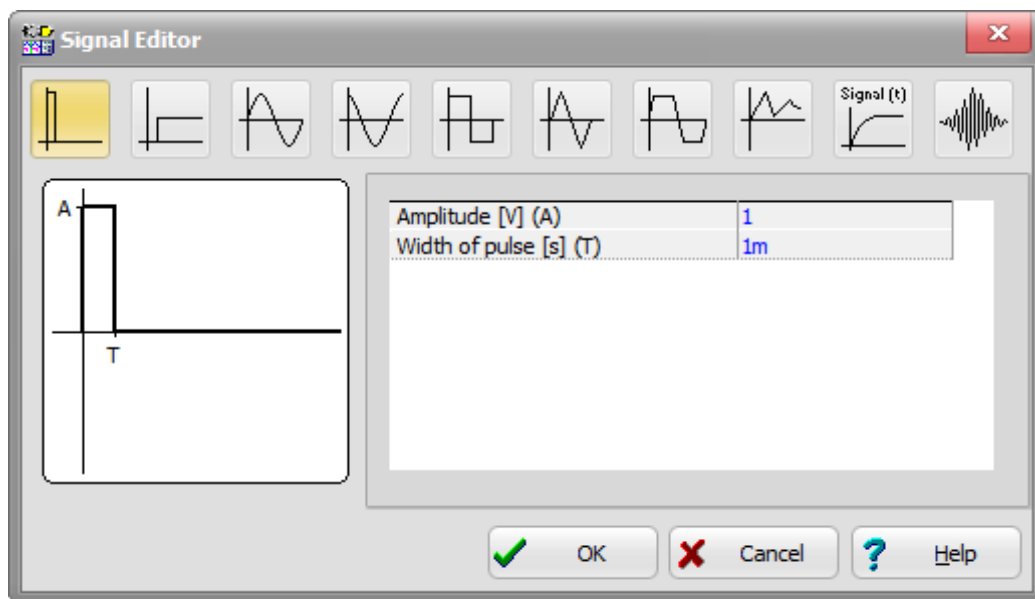 Signal Editor
Signal (t)
A
T
Amplitude [V] (A) 1
Width of pulse [s] (T) 1m
OK Cancel Help